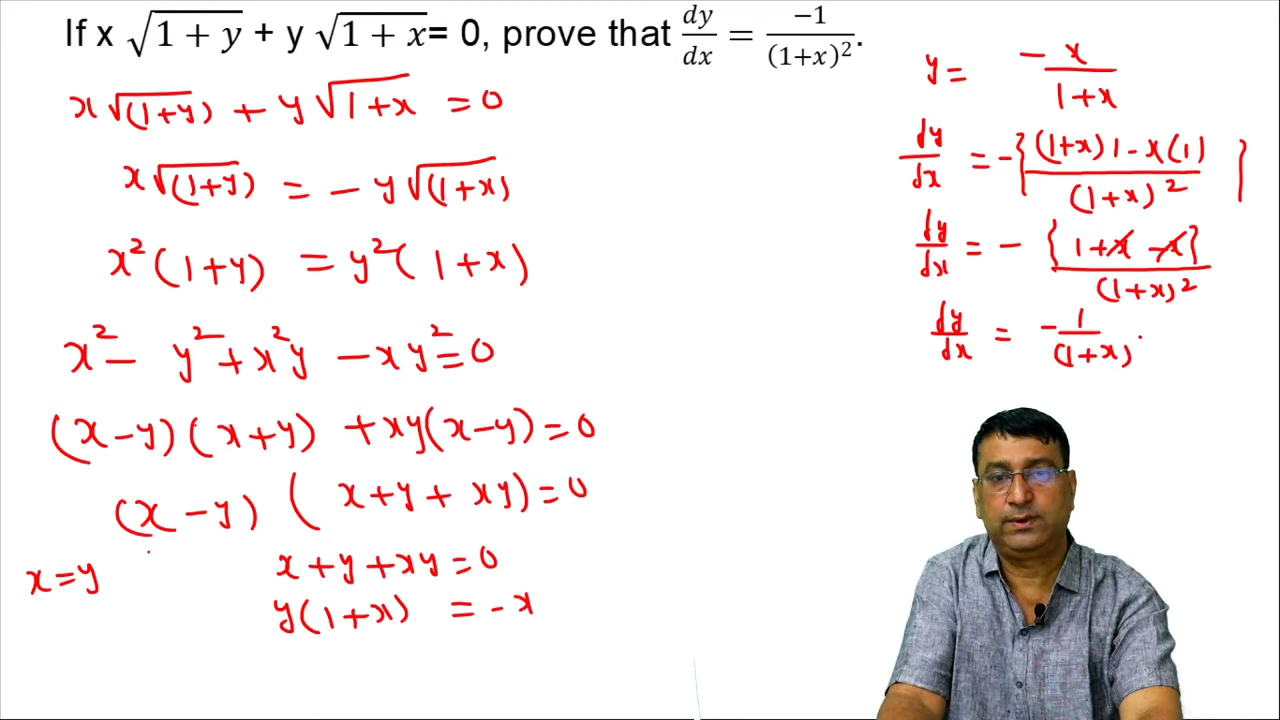 If x √(1 + y) + y √(1 + x) = 0, prove that dy/dx = −1/(1+x)².
x√(1+y) + y√(1+x) = 0
x√(1+y) = - y√(1+x)
x²(1+y) = y²(1+x)
x² - y² + x²y - xy² = 0
(x-y)(x+y) + xy(x-y) = 0
(x-y) (x+y+xy) = 0
x=y
x+y+xy=0
y(1+x) = -x
y = -x/(1+x)
dy/dx = -{((1+x)1 - x(1))/(1+x)²}
dy/dx = - {1+x-x}/(1+x)²
dy/dx = -1/(1+x)